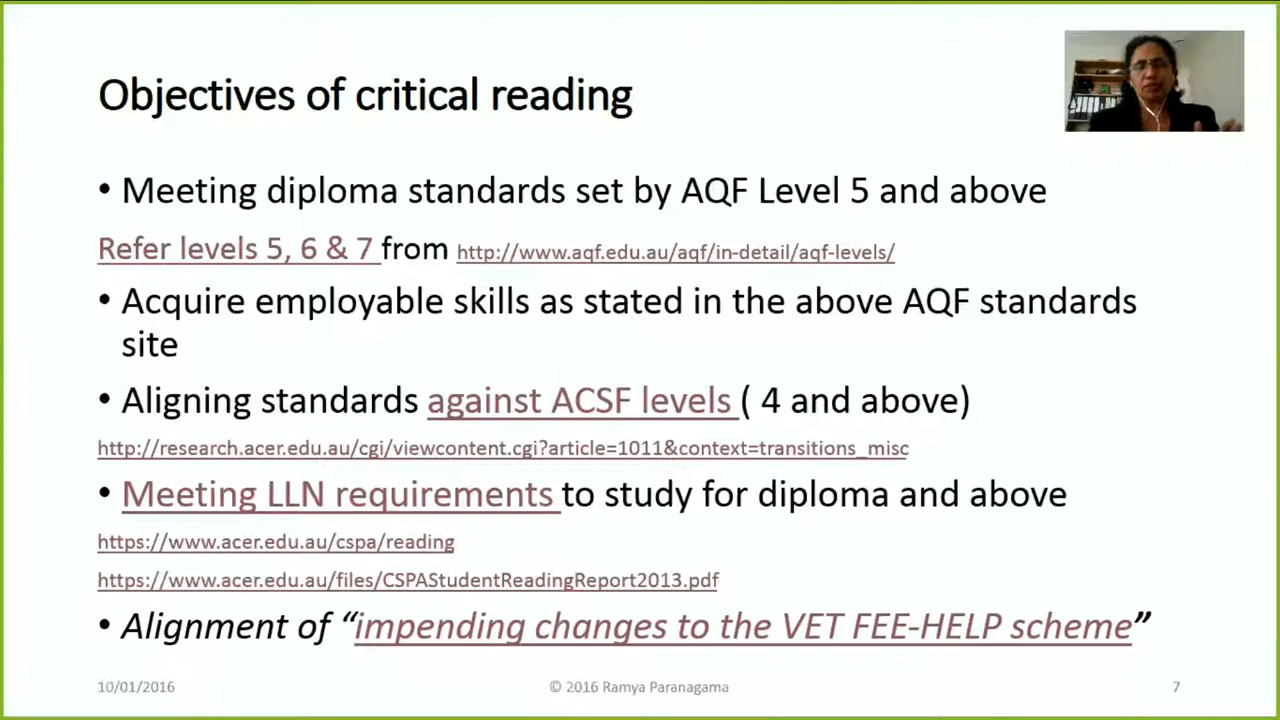 Objectives of critical reading
• Meeting diploma standards set by AQF Level 5 and above
Refer levels 5, 6 & 7 from http://www.aqf.edu.au/aqf/in-detail/aqf-levels/
• Acquire employable skills as stated in the above AQF standards
site
• Aligning standards against ACSF levels ( 4 and above)
http://research.acer.edu.au/cgi/viewcontent.cgi?article=1011&context=transitions_misc
• Meeting LLN requirements to study for diploma and above
https://www.acer.edu.au/cspa/reading
https://www.acer.edu.au/files/CSPAStudentReadingReport2013.pdf
• Alignment of “impending changes to the VET FEE-HELP scheme”
10/01/2016 © 2016 Ramya Paranagama 7